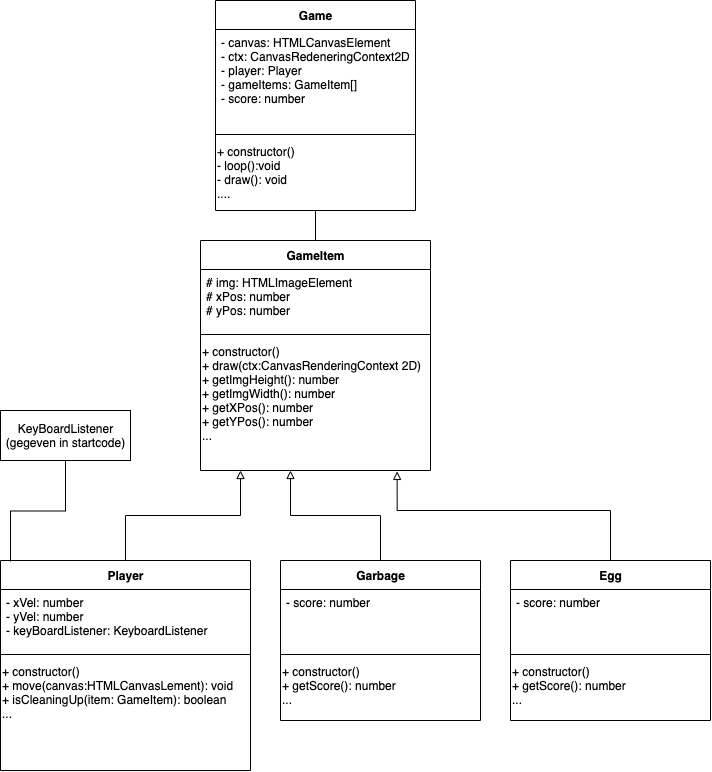 Game
- canvas: HTMLCanvasElement
- ctx: CanvasRedeneringContext2D
- player: Player
- gameItems: GameItem[]
- score: number
+ constructor()
- loop():void
- draw(): void
....
GameItem
# img: HTMLImageElement
# xPos: number
# yPos: number
+ constructor()
+ draw(ctx:CanvasRenderingContext 2D)
+ getImgHeight(): number
+ getImgWidth(): number
+ getXPos(): number
+ getYPos(): number
...
KeyBoardListener
(gegeven in startcode)
Player
- xVel: number
- yVel: number
- keyBoardListener: KeyboardListener
+ constructor()
+ move(canvas:HTMLCanvasLement): void
+ isCleaningUp(item: GameItem): boolean
...
Garbage
- score: number
+ constructor()
+ getScore(): number
...
Egg
- score: number
+ constructor()
+ getScore(): number
...